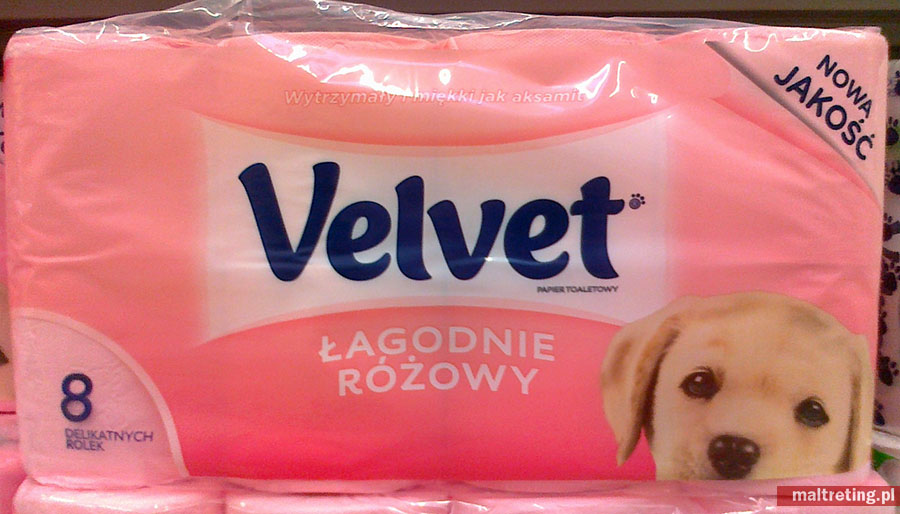 Wytrzymały i miękki jak aksamit
NOWA
JAKOŚĆ
Velvet
PAPIER TOALETOWY
ŁAGODNIE
RÓŻOWY
8
DELIKATNYCH
ROLEK
maltreting.pl